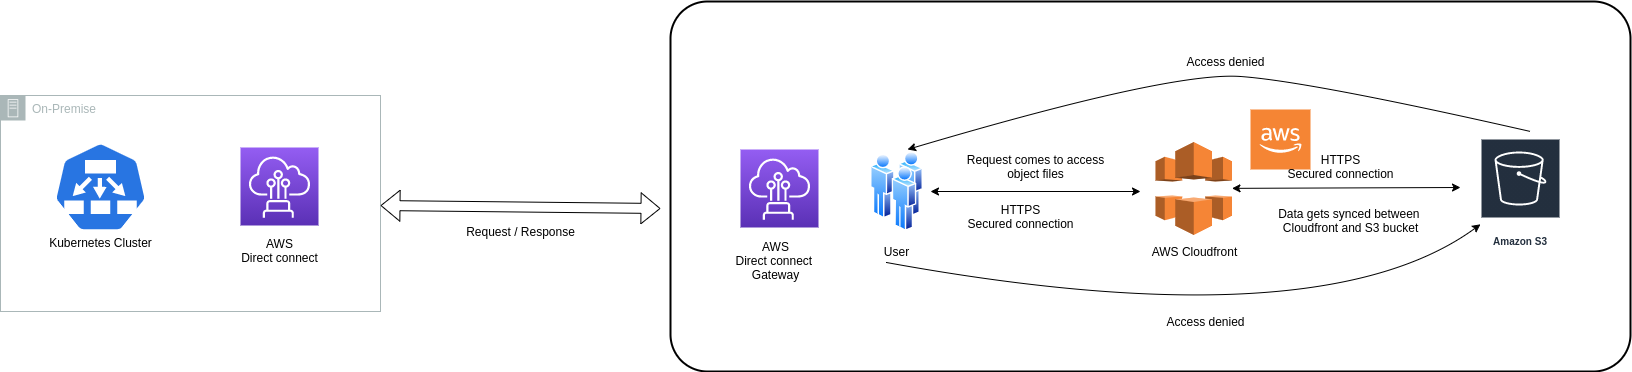 On-Premise
Kubernetes Cluster
AWS
Direct connect
Request / Response
AWS
Direct connect
Gateway
User
Access denied
Request comes to access
object files
HTTPS
Secured connection
AWS Cloudfront
aws
HTTPS
Secured connection
Data gets synced between
Cloudfront and S3 bucket
Amazon S3
Access denied